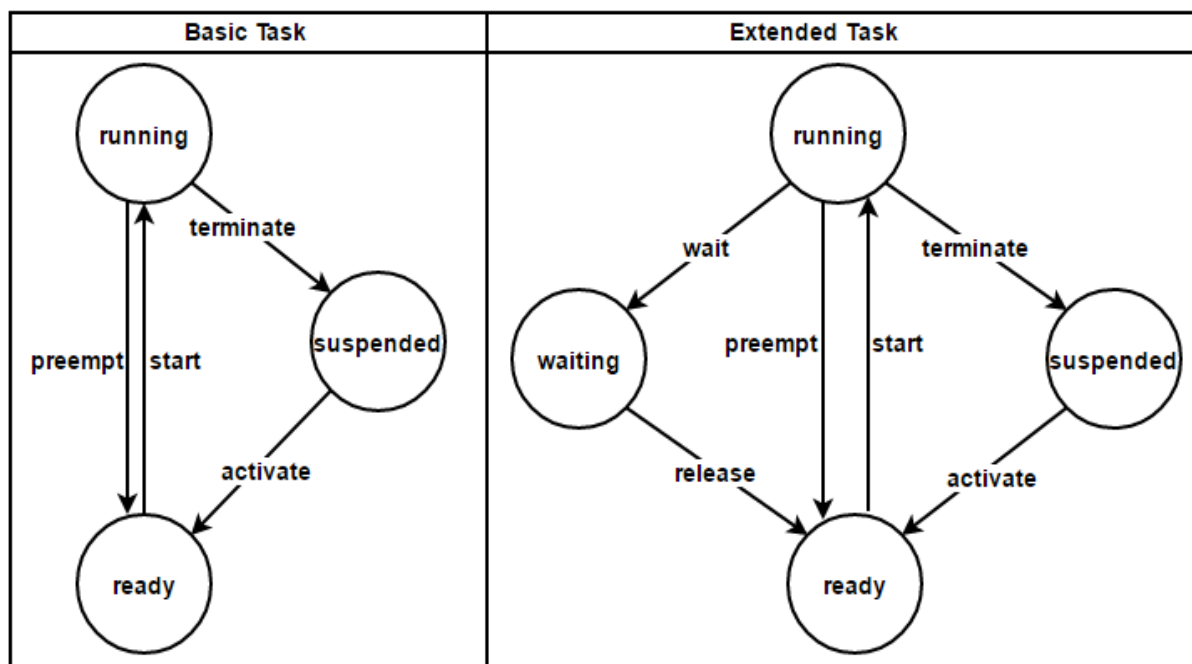 Basic Task
Extended Task
running
terminate
suspended
preempt
start
activate
ready
running
wait
terminate
waiting
preempt
start
suspended
release
activate
ready